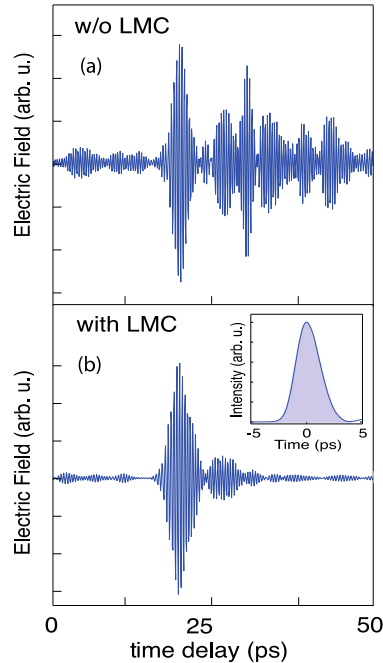 w/o LMC
(a)
Electric Field (arb. u.)
with LMC
(b)
Electric Field (arb. u.)
Intensity (arb. u.)
-5 0 5
Time (ps)
0 25 50
time delay (ps)